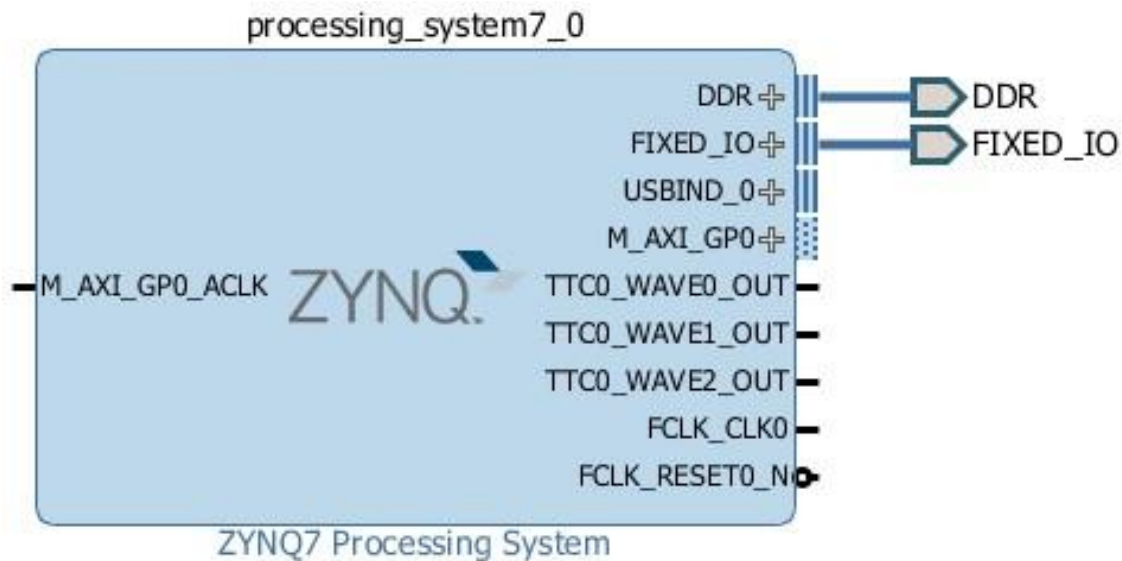 processing_system7_0
DDR
DDR
FIXED_IO
FIXED_IO
USBIND_0
M_AXI_GP0
M_AXI_GP0_ACLK
ZYNQ
TTC0_WAVE0_OUT
TTC0_WAVE1_OUT
TTC0_WAVE2_OUT
FCLK_CLK0
FCLK_RESET0_N
ZYNQ7 Processing System